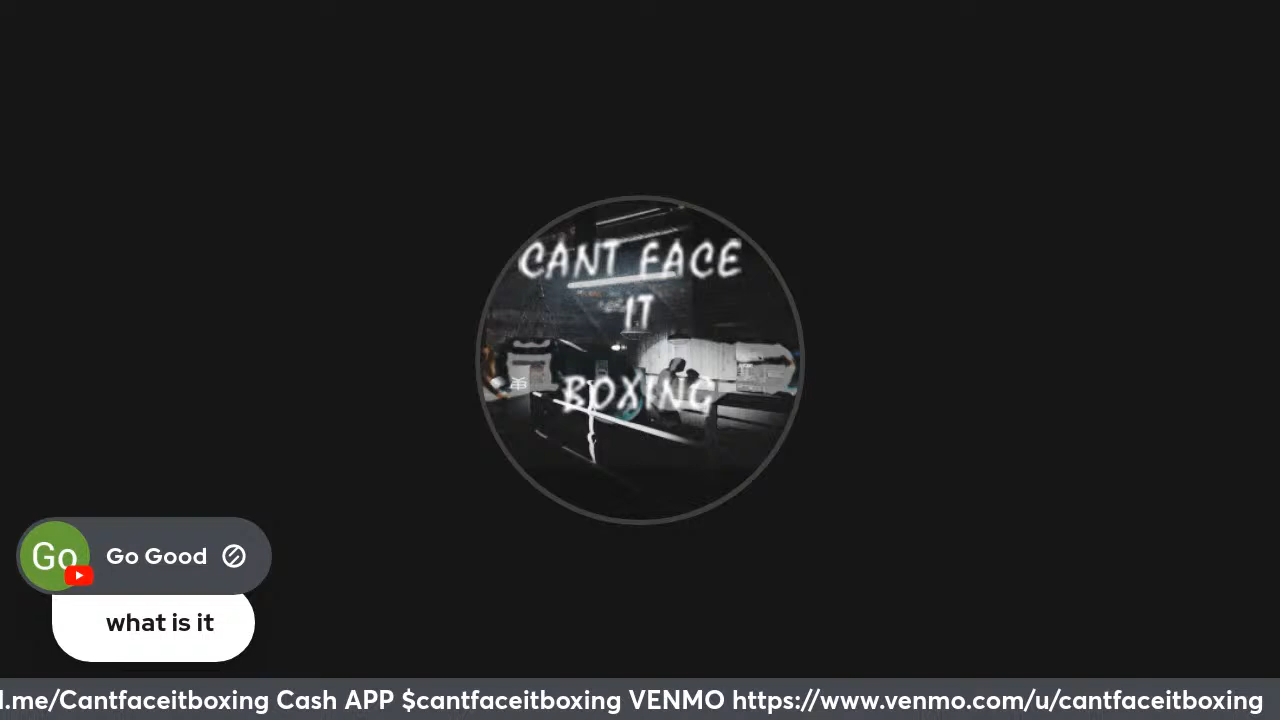 CANT FACE
IT
BOXING
Go
Go Good
what is it
l.me/Cantfaceitboxing Cash APP $cantfaceitboxing VENMO https://www.venmo.com/u/cantfaceitboxing